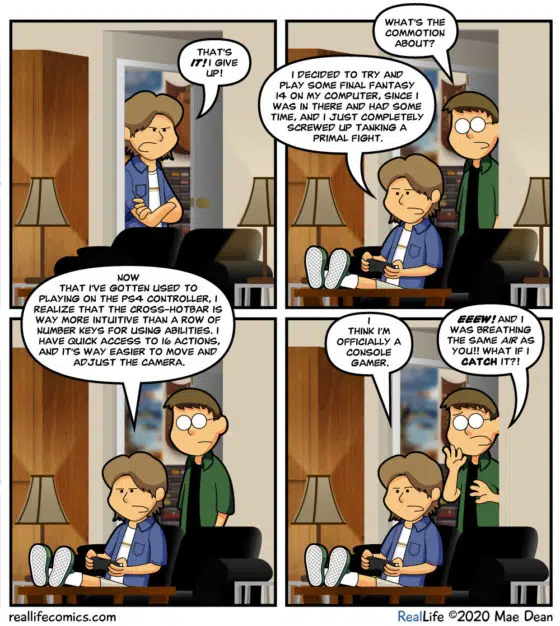 THAT'S
IT! I GIVE
UP!
WHAT'S THE
COMMOTION
ABOUT?
I DECIDED TO TRY AND
PLAY SOME FINAL FANTASY
14 ON MY COMPUTER, SINCE I
WAS IN THERE AND HAD SOME
TIME, AND I JUST COMPLETELY
SCREWED UP TANKING A
PRIMAL FIGHT.
NOW
THAT I'VE GOTTEN USED TO
PLAYING ON THE PS4 CONTROLLER, I
REALIZE THAT THE CROSS-HOTBAR IS
WAY MORE INTUITIVE THAN A ROW OF
NUMBER KEYS FOR USING ABILITIES. I
HAVE QUICK ACCESS TO 16 ACTIONS,
AND IT'S WAY EASIER TO MOVE AND
ADJUST THE CAMERA.
I
THINK I'M
OFFICIALLY A
CONSOLE
GAMER.
EEEW! AND I
WAS BREATHING
THE SAME AIR AS
YOU!! WHAT IF I
CATCH IT?!
reallifecomics.com
RealLife ©2020 Mae Dean